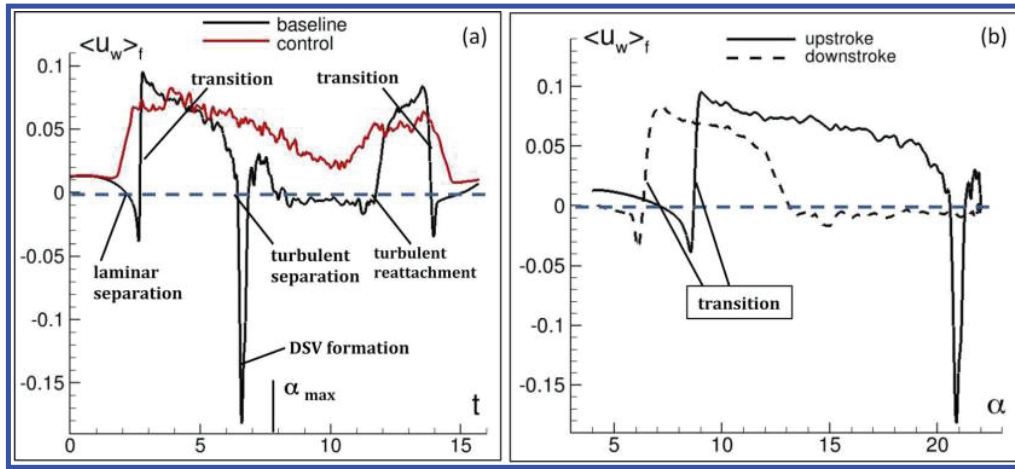 <u_w>_f
baseline
control
(a)
transition
transition
0.1
0.05
0
-0.05
-0.1
-0.15
laminar
separation
turbulent
separation
turbulent
reattachment
DSV formation
α max
t
0
5
10
15
<u_w>_f
upstroke
downstroke
(b)
0.1
0.05
0
-0.05
-0.1
-0.15
transition
α
5
10
15
20